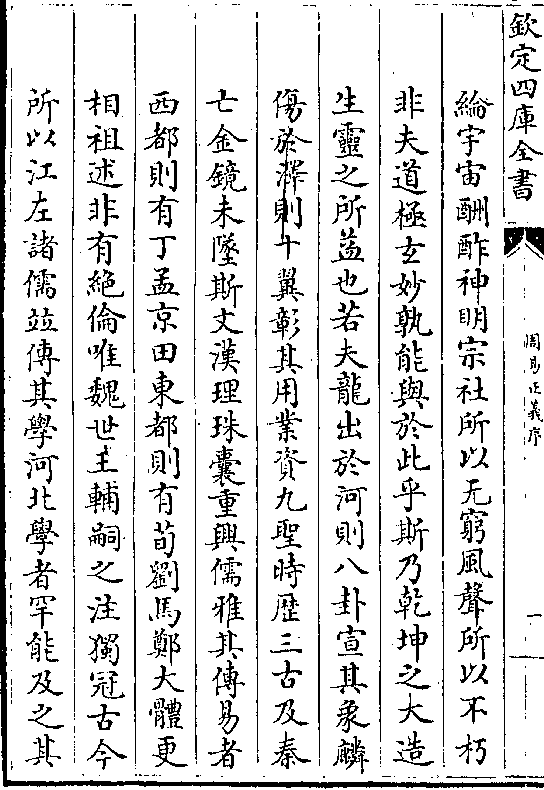 欽定四庫全書
周易正義序
一
綸宇宙酬酢神明宗社所以无窮風聲所以不朽
非夫道極玄妙孰能與於此乎斯乃乾坤之大造
生靈之所益也若夫龍出於河則八卦宣其象麟
傷於澤則十翼彰其用業資九聖時歴三古及秦
亡金鏡未墜斯文漢理珠囊重興儒雅其傳易者
西都則有丁孟京田東都則有荀劉馬鄭大體更
相祖述非有絶倫唯魏世王輔嗣之注獨冠古今
所以江左諸儒並傳其學河北學者罕能及之其